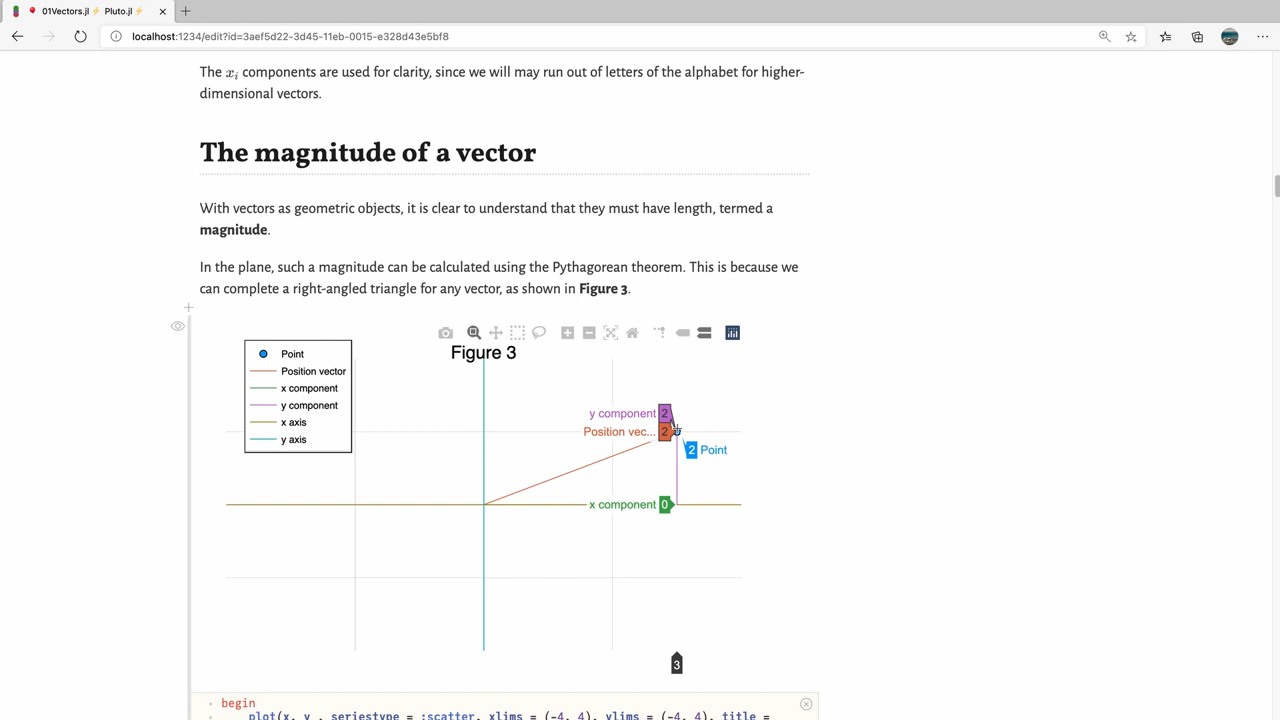 01Vectors.jl⚡ Pluto.jl⚡
localhost:1234/edit?id=3aef5d22-3d45-11eb-0015-e328d43e5bf8
The xᵢ components are used for clarity, since we will may run out of letters of the alphabet for higher-
dimensional vectors.
The magnitude of a vector
With vectors as geometric objects, it is clear to understand that they must have length, termed a
magnitude.
In the plane, such a magnitude can be calculated using the Pythagorean theorem. This is because we
can complete a right-angled triangle for any vector, as shown in Figure 3.
Figure 3
Point
Position vector
x component
y component
x axis
y axis
y component 2
Position vec... 2
2 Point
x component 0
3
begin
plot(x, y , seriestype = :scatter, xlims = (-4, 4), ylims = (-4, 4), title =